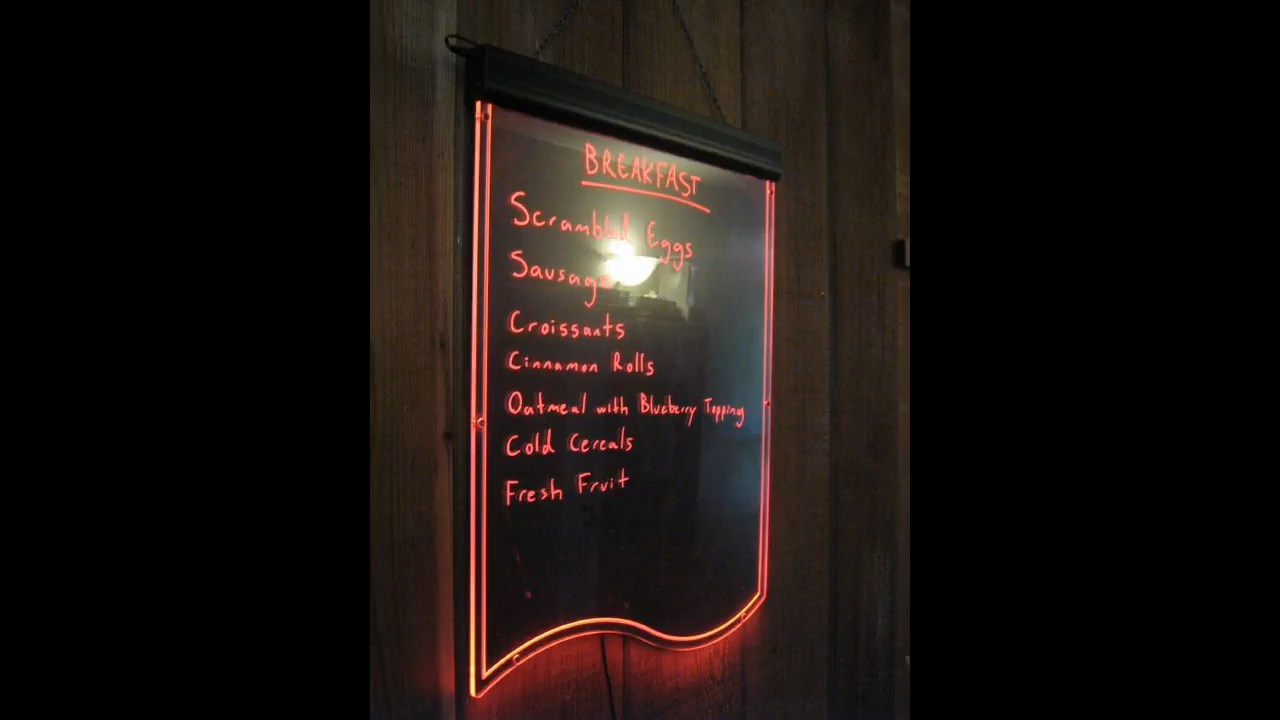 BREAKFAST
Scrambled Eggs
Sausage
Croissants
Cinnamon Rolls
Oatmeal with Blueberry Topping
Cold Cereals
Fresh Fruit